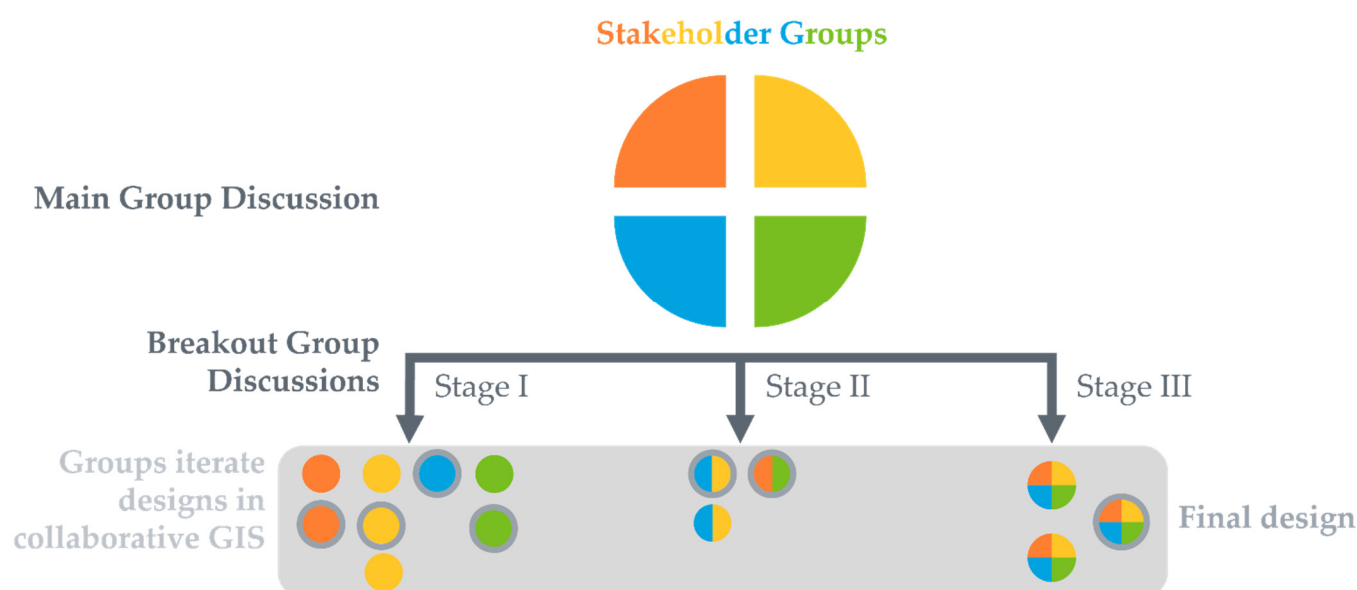 Stakeholder Groups
Main Group Discussion
Breakout Group
Discussions
Stage I
Stage II
Stage III
Groups iterate
designs in
collaborative GIS
Final design